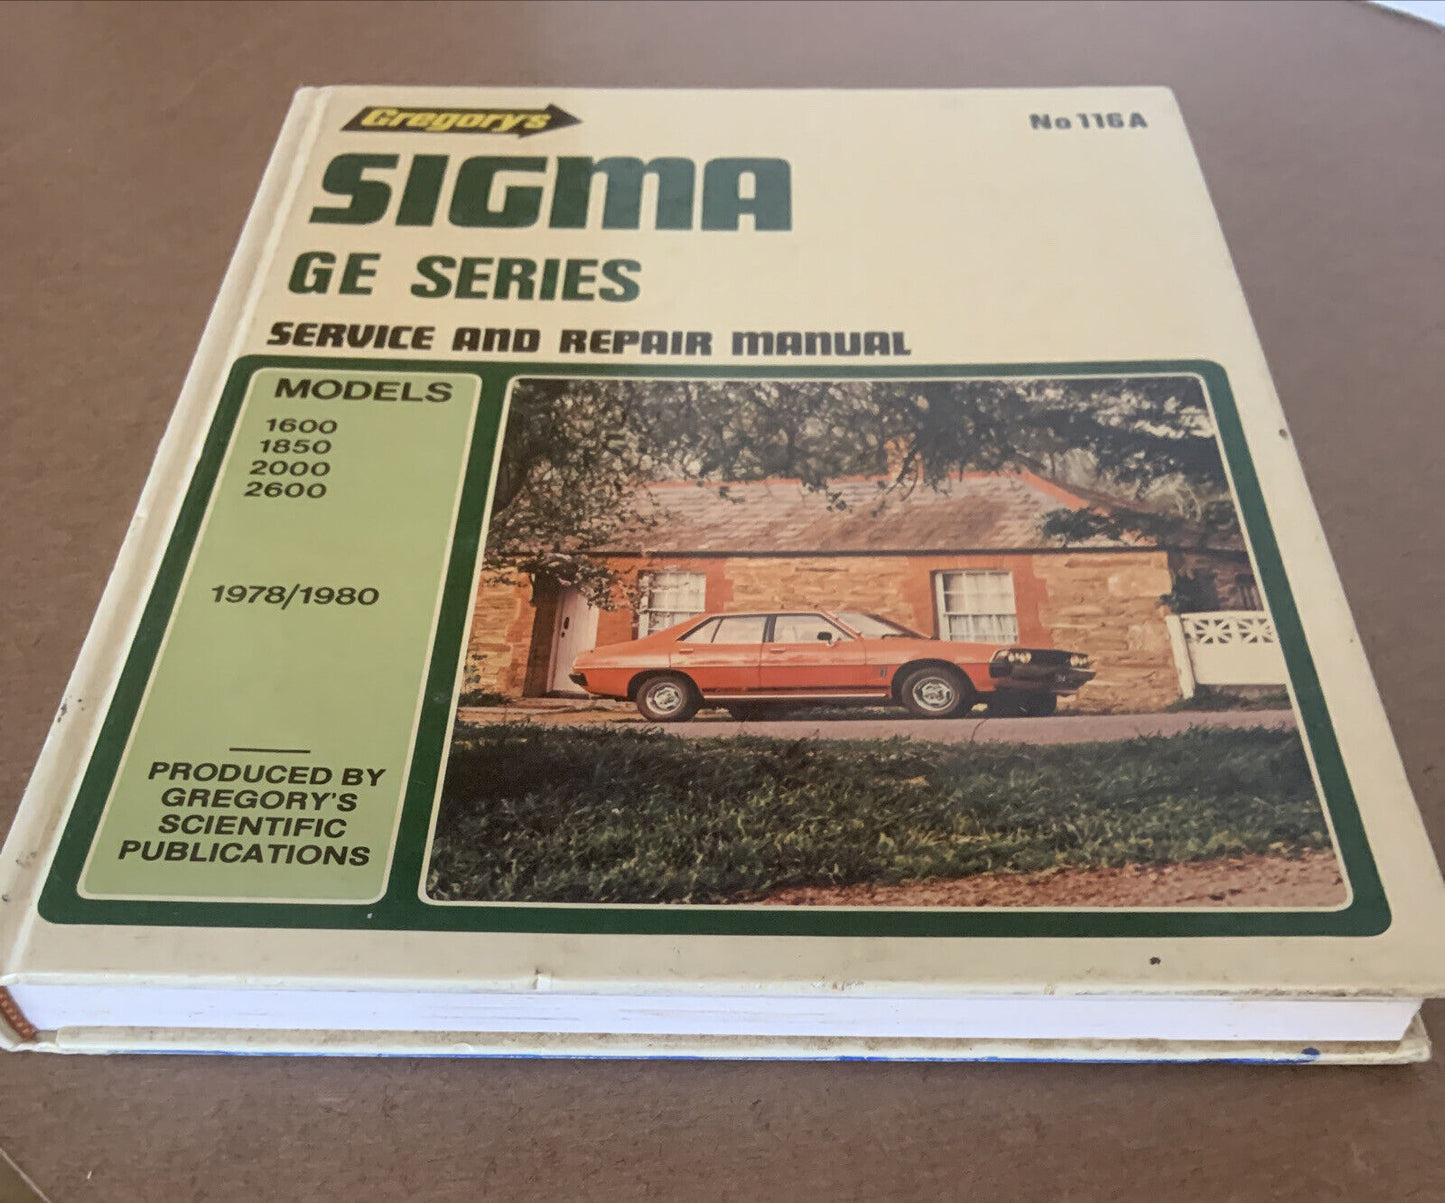 Gregory's
No 116A
SIGMA
GE SERIES
SERVICE AND REPAIR MANUAL
MODELS
1600
1850
2000
2600
1978/1980
PRODUCED BY
GREGORY'S
SCIENTIFIC
PUBLICATIONS